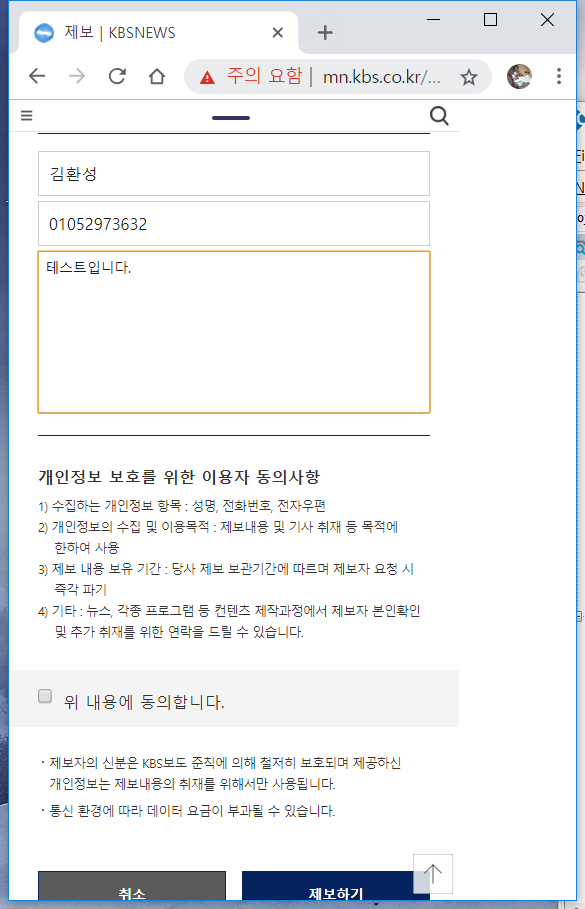 제보 | KBSNEWS
주의 요함 | mn.kbs.co.kr/...
김환성
01052973632
테스트입니다.
개인정보 보호를 위한 이용자 동의사항
1) 수집하는 개인정보 항목 : 성명, 전화번호, 전자우편
2) 개인정보의 수집 및 이용목적 : 제보내용 및 기사 취재 등 목적에
한하여 사용
3) 제보 내용 보유 기간 : 당사 제보 보관기간에 따르며 제보자 요청 시
즉각 파기
4) 기타 : 뉴스, 각종 프로그램 등 컨텐츠 제작과정에서 제보자 본인확인
및 추가 취재를 위한 연락을 드릴 수 있습니다.
위 내용에 동의합니다.
· 제보자의 신분은 KBS보도 준칙에 의해 철저히 보호되며 제공하신
개인정보는 제보내용의 취재를 위해서만 사용됩니다.
· 통신 환경에 따라 데이터 요금이 부과될 수 있습니다.
취소 제보하기